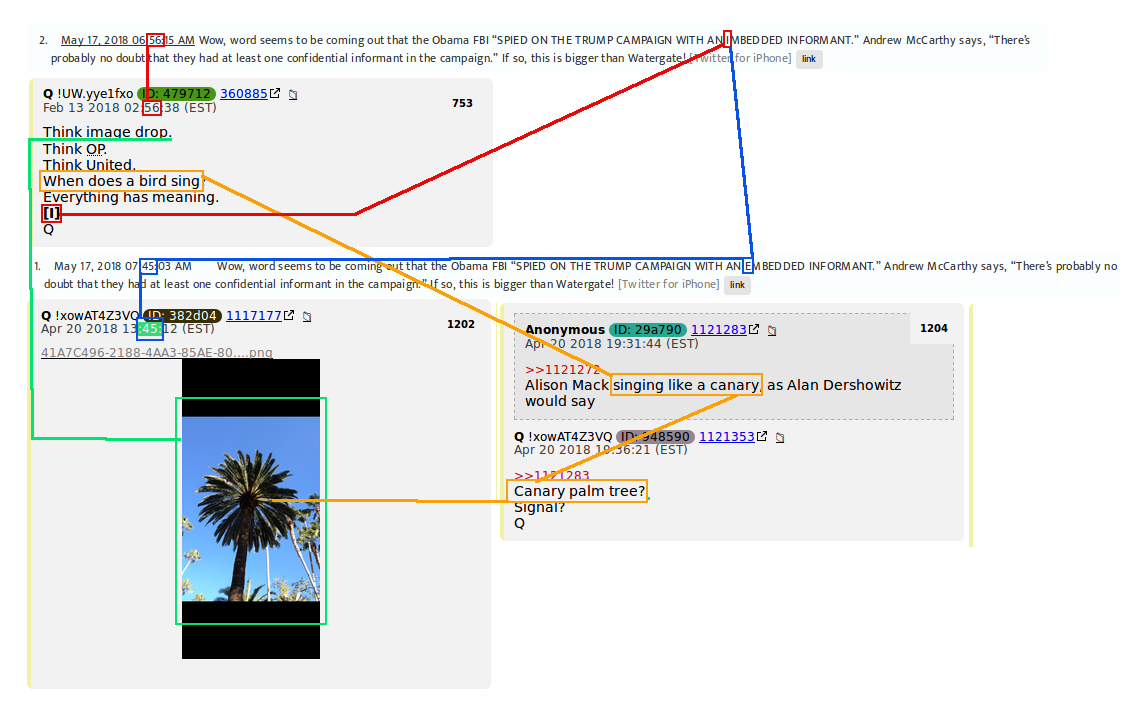 2. May 17, 2018 06:56:15 AM Wow, word seems to be coming out that the Obama FBI “SPIED ON THE TRUMP CAMPAIGN WITH AN IMBEDDED INFORMANT.” Andrew McCarthy says, “There’s
probably no doubt that they had at least one confidential informant in the campaign.” If so, this is bigger than Watergate! [Twitter for iPhone] link
Q !UW.yye1fxo ID: 479712 360885
753
Feb 13 2018 02:56:38 (EST)
Think image drop.
Think OP.
Think United.
When does a bird sing?
Everything has meaning.
[I]
Q
1. May 17, 2018 07:45:03 AM Wow, word seems to be coming out that the Obama FBI “SPIED ON THE TRUMP CAMPAIGN WITH AN EMBEDDED INFORMANT.” Andrew McCarthy says, “There’s probably no
doubt that they had at least one confidential informant in the campaign.” If so, this is bigger than Watergate! [Twitter for iPhone] link
Q !xowAT4Z3VQ ID: 382d04 1117177
1202
Apr 20 2018 13:45:12 (EST)
41A7C496-2188-4AA3-85AE-80....png
Anonymous ID: 29a790 1121283
1204
Apr 20 2018 19:31:44 (EST)
>>1121272
Alison Mack singing like a canary, as Alan Dershowitz
would say
Q !xowAT4Z3VQ ID: 948590 1121353
Apr 20 2018 19:36:21 (EST)
>>1121283
Canary palm tree?
Signal?
Q